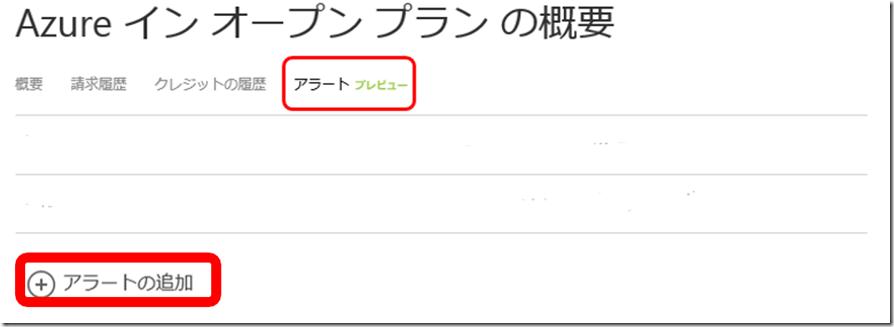 Azure イン オープン プラン の概要
概要 請求履歴 クレジットの履歴 アラート プレビュー
アラートの追加